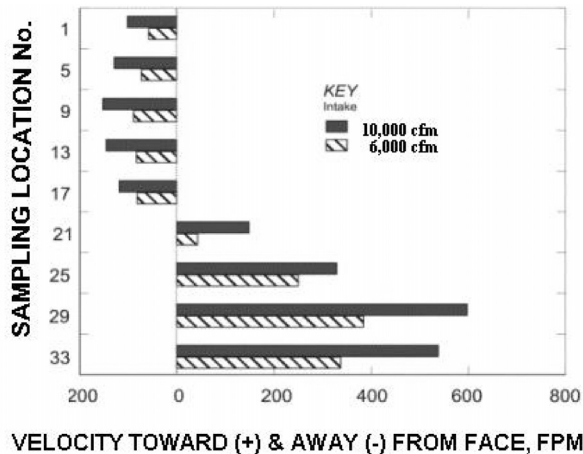 SAMPLING LOCATION No.
1
5
9
13
17
21
25
29
33
KEY
Intake
10,000 cfm
6,000 cfm
200 0 200 400 600 800
VELOCITY TOWARD (+) & AWAY (-) FROM FACE, FPM